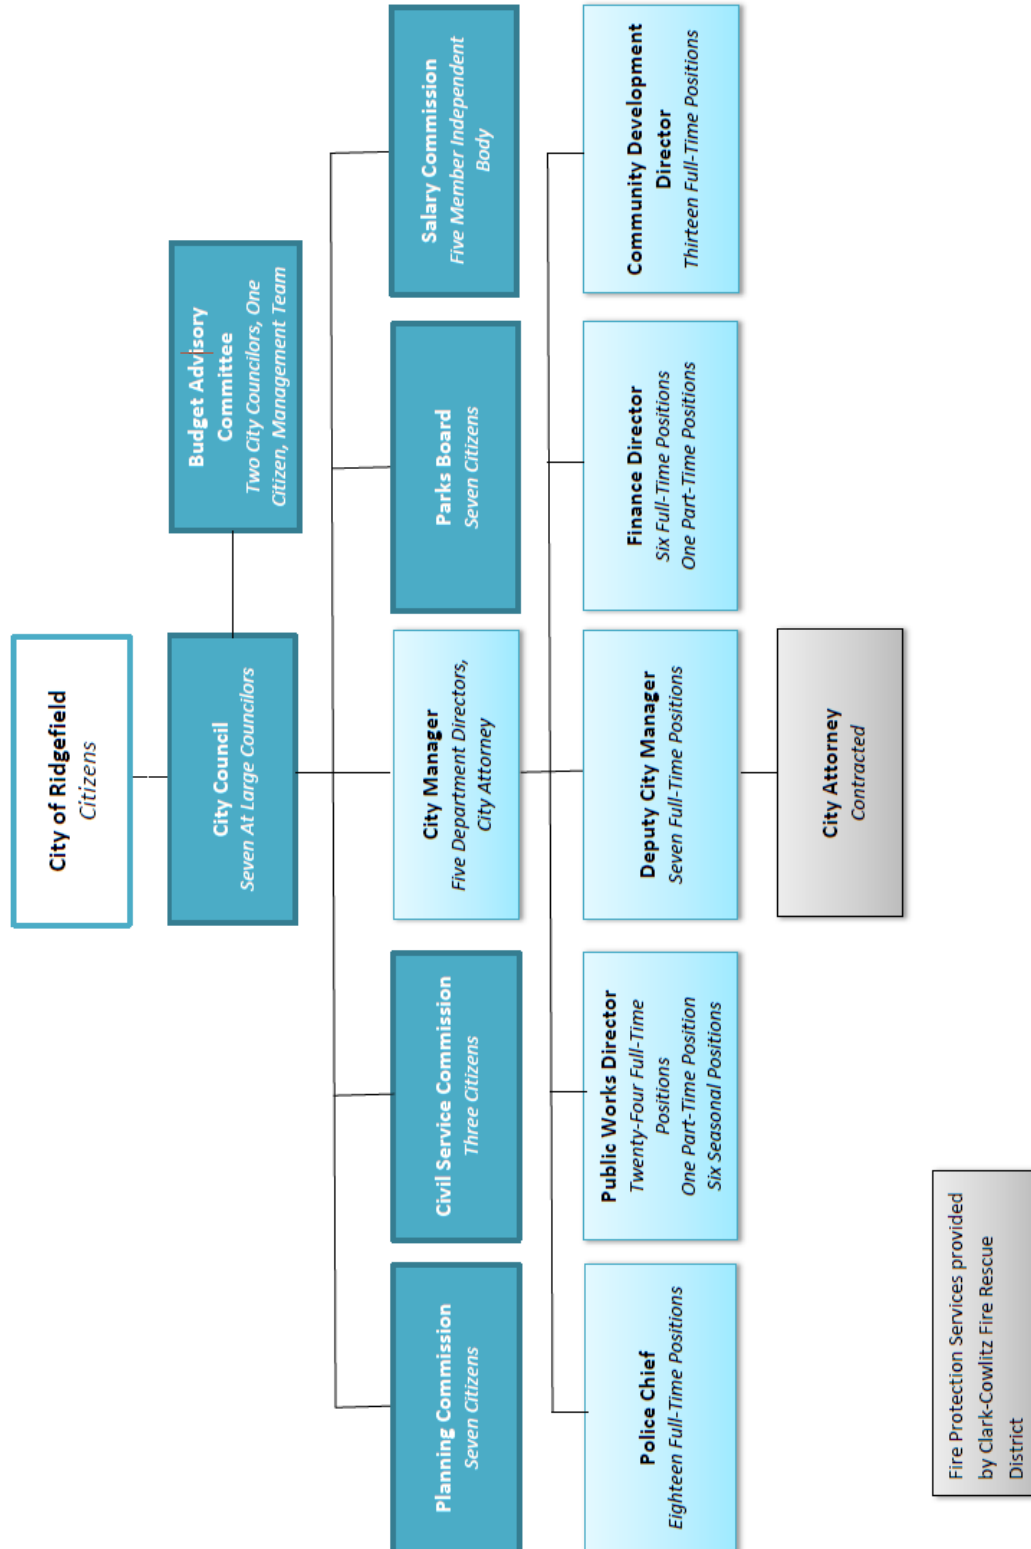 City of Ridgefield
Citizens
City Council
Seven At Large Councilors
Budget Advisory
Committee
Two City Councilors, One
Citizen, Management Team
Planning Commission
Seven Citizens
Civil Service Commission
Three Citizens
City Manager
Five Department Directors,
City Attorney
Parks Board
Seven Citizens
Salary Commission
Five Member Independent
Body
Police Chief
Eighteen Full-Time Positions
Public Works Director
Twenty-Four Full-Time
Positions
One Part-Time Position
Six Seasonal Positions
Deputy City Manager
Seven Full-Time Positions
Finance Director
Six Full-Time Positions
One Part-Time Positions
Community Development
Director
Thirteen Full-Time Positions
City Attorney
Contracted
Fire Protection Services provided
by Clark-Cowlitz Fire Rescue
District